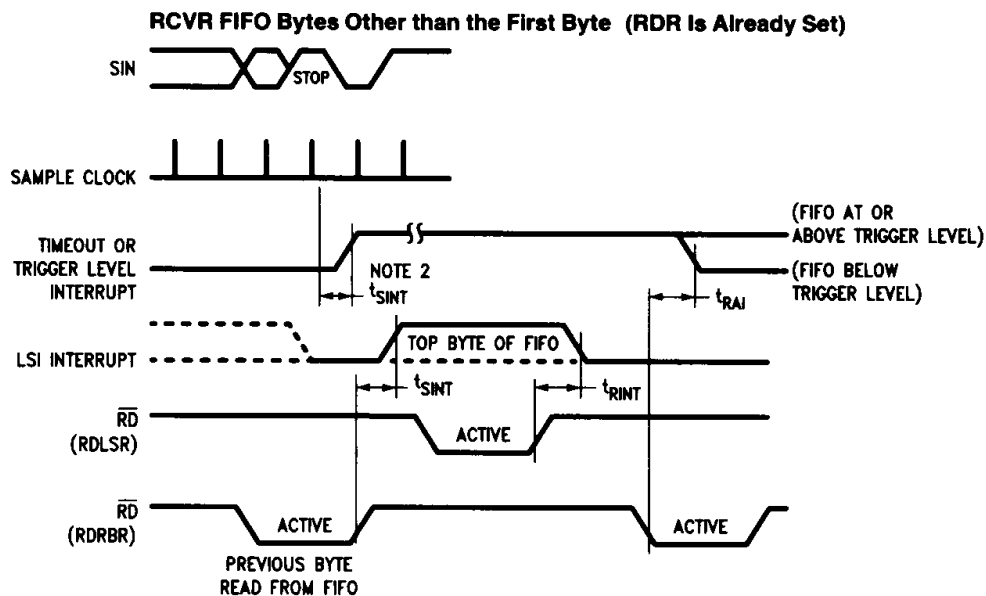 RCVR FIFO Bytes Other than the First Byte (RDR Is Already Set)
SIN
STOP
SAMPLE CLOCK
TIMEOUT OR
TRIGGER LEVEL
INTERRUPT
NOTE 2
tSINT
(FIFO AT OR
ABOVE TRIGGER LEVEL)
(FIFO BELOW
TRIGGER LEVEL)
tRAI
LSI INTERRUPT
TOP BYTE OF FIFO
tSINT
tRINT
RD
(RDLSR)
ACTIVE
RD
(RDRBR)
ACTIVE
ACTIVE
PREVIOUS BYTE
READ FROM FIFO